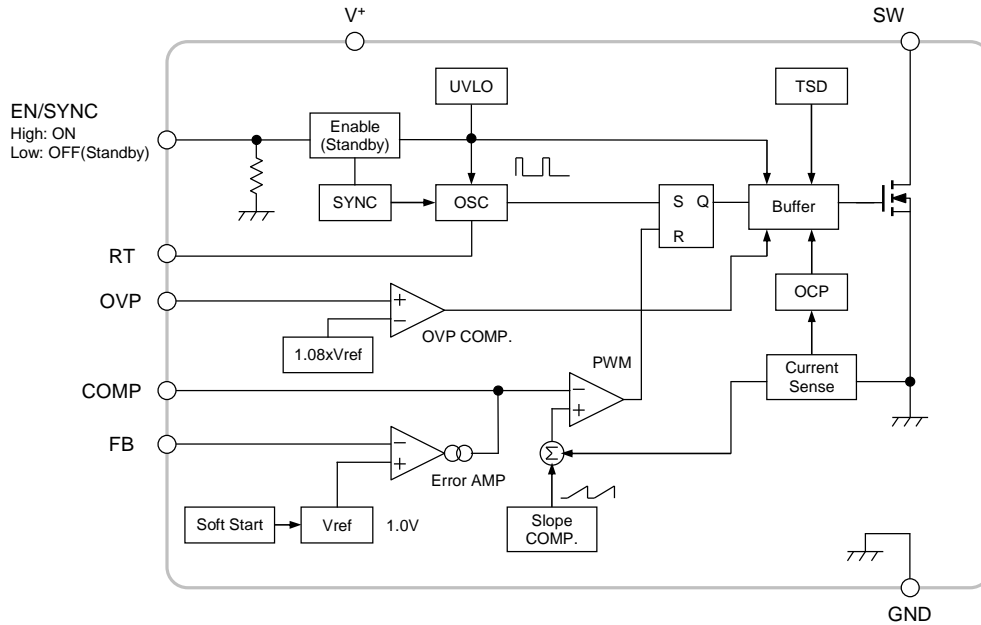 V+
SW
EN/SYNC
High: ON
Low: OFF(Standby)
UVLO
TSD
Enable
(Standby)
SYNC
OSC
S Q
R
Buffer
RT
OVP
+
−
OVP COMP.
1.08xVref
OCP
PWM
Current
Sense
COMP
−
+
FB
−
+
Error AMP
Σ
Soft Start
Vref
1.0V
Slope
COMP.
GND